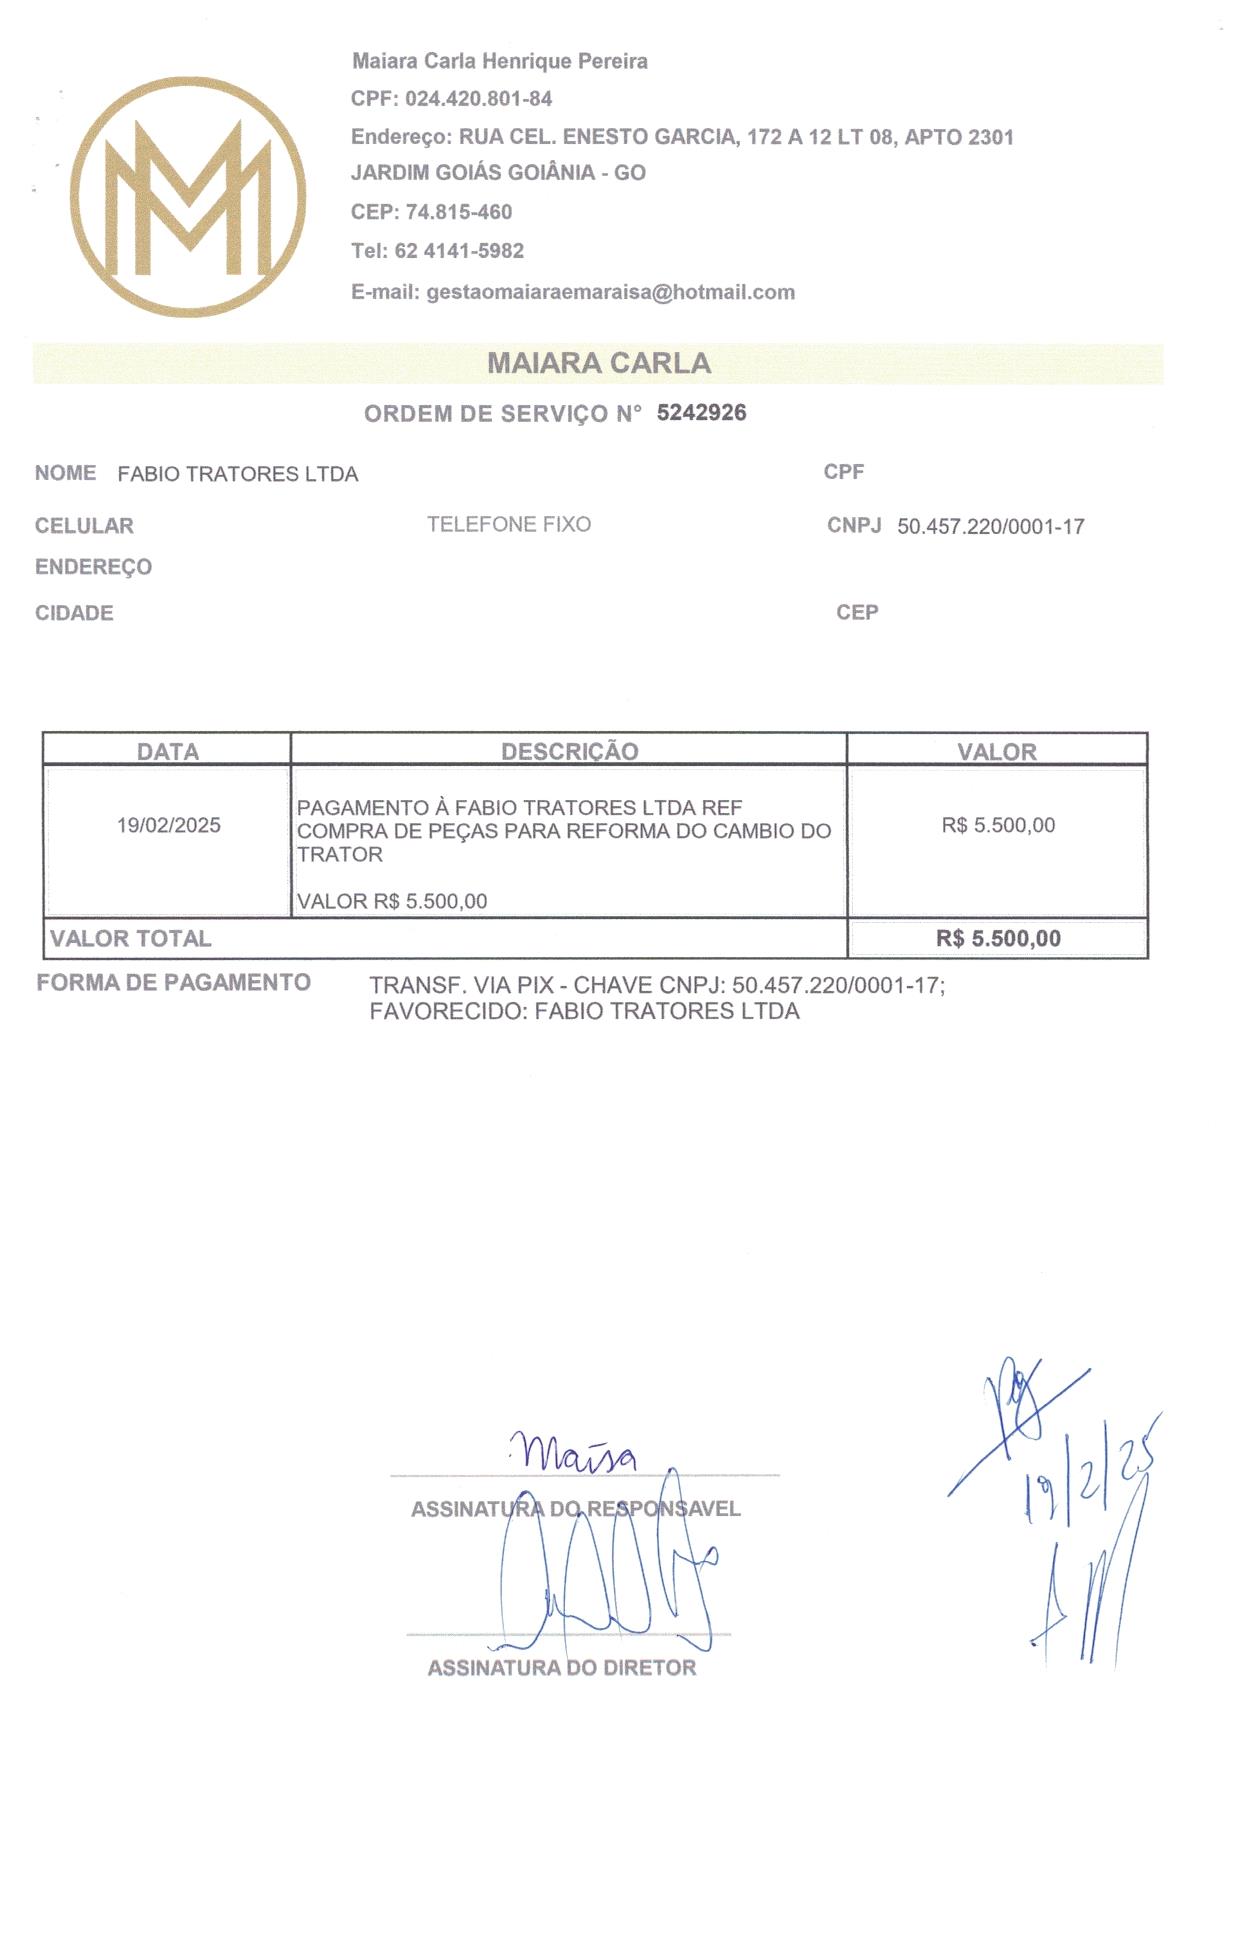 Maiara Carla Henrique Pereira
CPF: 024.420.801-84
Endereço: RUA CEL. ENESTO GARCIA, 172 A 12 LT 08, APTO 2301
JARDIM GOIÁS GOIÂNIA - GO
CEP: 74.815-460
Tel: 62 4141-5982
E-mail: gestaomaiaraemaraisa@hotmail.com
MAIARA CARLA
ORDEM DE SERVIÇO N° 5242926
NOME FABIO TRATORES LTDA CPF
CELULAR TELEFONE FIXO CNPJ 50.457.220/0001-17
ENDEREÇO
CIDADE CEP
DATA DESCRIÇÃO VALOR
PAGAMENTO À FABIO TRATORES LTDA REF
19/02/2025 COMPRA DE PEÇAS PARA REFORMA DO CAMBIO DO R$ 5.500,00
TRATOR
VALOR R$ 5.500,00
VALOR TOTAL R$ 5.500,00
FORMA DE PAGAMENTO TRANSF. VIA PIX - CHAVE CNPJ: 50.457.220/0001-17;
FAVORECIDO: FABIO TRATORES LTDA
pg
19/2/25
Maísa
ASSINATURA DO RESPONSAVEL
ASSINATURA DO DIRETOR